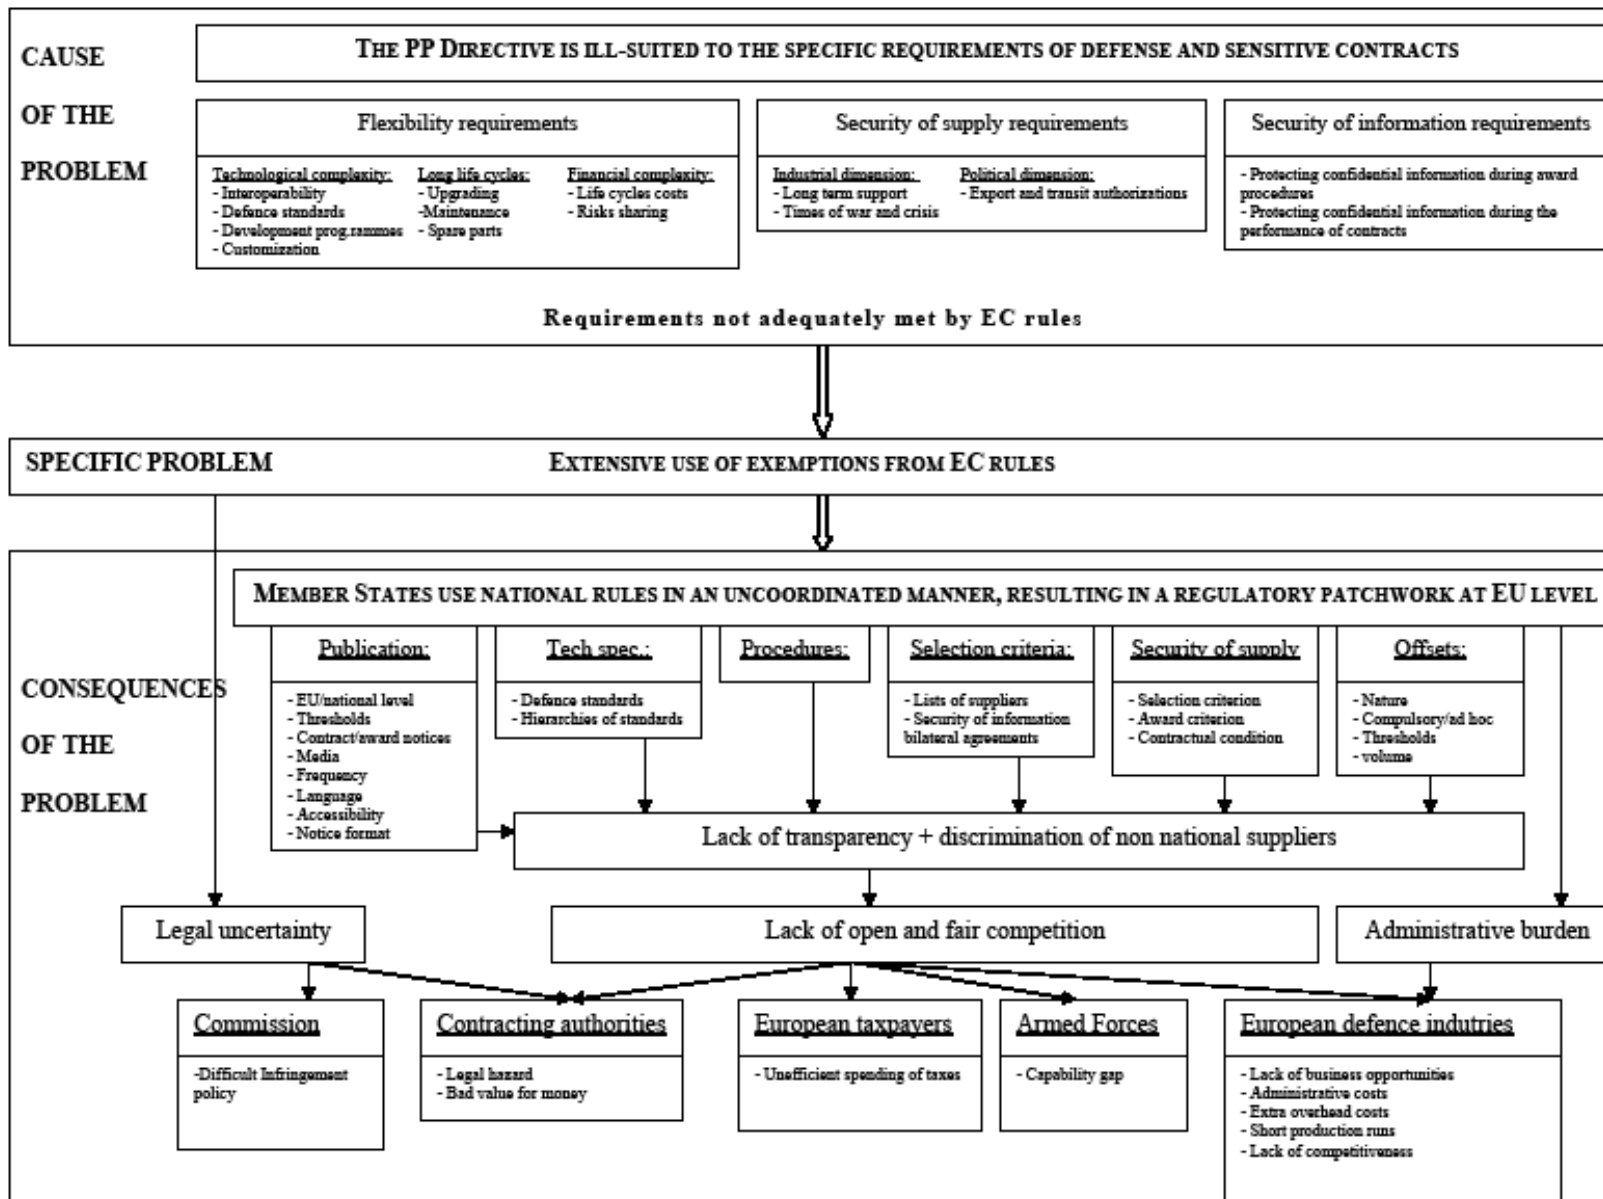 CAUSE
OF THE
PROBLEM
THE PP DIRECTIVE IS ILL-SUITED TO THE SPECIFIC REQUIREMENTS OF DEFENSE AND SENSITIVE CONTRACTS
Flexibility requirements
Technological complexity:
- Interoperability
- Defence standards
- Development prog.rammes
- Customization
Long life cycles:
- Upgrading
-Maintenance
- Spare parts
Financial complexity:
- Life cycles costs
- Risks sharing
Security of supply requirements
Industrial dimension:
- Long term support
- Times of war and crisis
Political dimension:
- Export and transit authorizations
Security of information requirements
- Protecting confidential information during award
procedures
- Protecting confidential information during the
performance of contracts
Requirements not adequately met by EC rules
SPECIFIC PROBLEM
EXTENSIVE USE OF EXEMPTIONS FROM EC RULES
CONSEQUENCES
OF THE
PROBLEM
MEMBER STATES USE NATIONAL RULES IN AN UNCOORDINATED MANNER, RESULTING IN A REGULATORY PATCHWORK AT EU LEVEL
Publication:
- EU/national level
- Thresholds
- Contract/award notices
- Media
- Frequency
- Language
- Accessibility
- Notice format
Tech spec.:
- Defence standards
- Hierarchies of standards
Procedures:
Selection criteria:
- Lists of suppliers
- Security of information
bilateral agreements
Security of supply
- Selection criterion
- Award criterion
- Contractual condition
Offsets:
- Nature
- Compulsory/ad hoc
- Thresholds
- volume
Lack of transparency + discrimination of non national suppliers
Legal uncertainty
Lack of open and fair competition
Administrative burden
Commission
-Difficult Infringement
policy
Contracting authorities
- Legal hazard
- Bad value for money
European taxpayers
- Unefficient spending of taxes
Armed Forces
- Capability gap
European defence indutries
- Lack of business opportunities
- Administrative costs
- Extra overhead costs
- Short production runs
- Lack of competitiveness